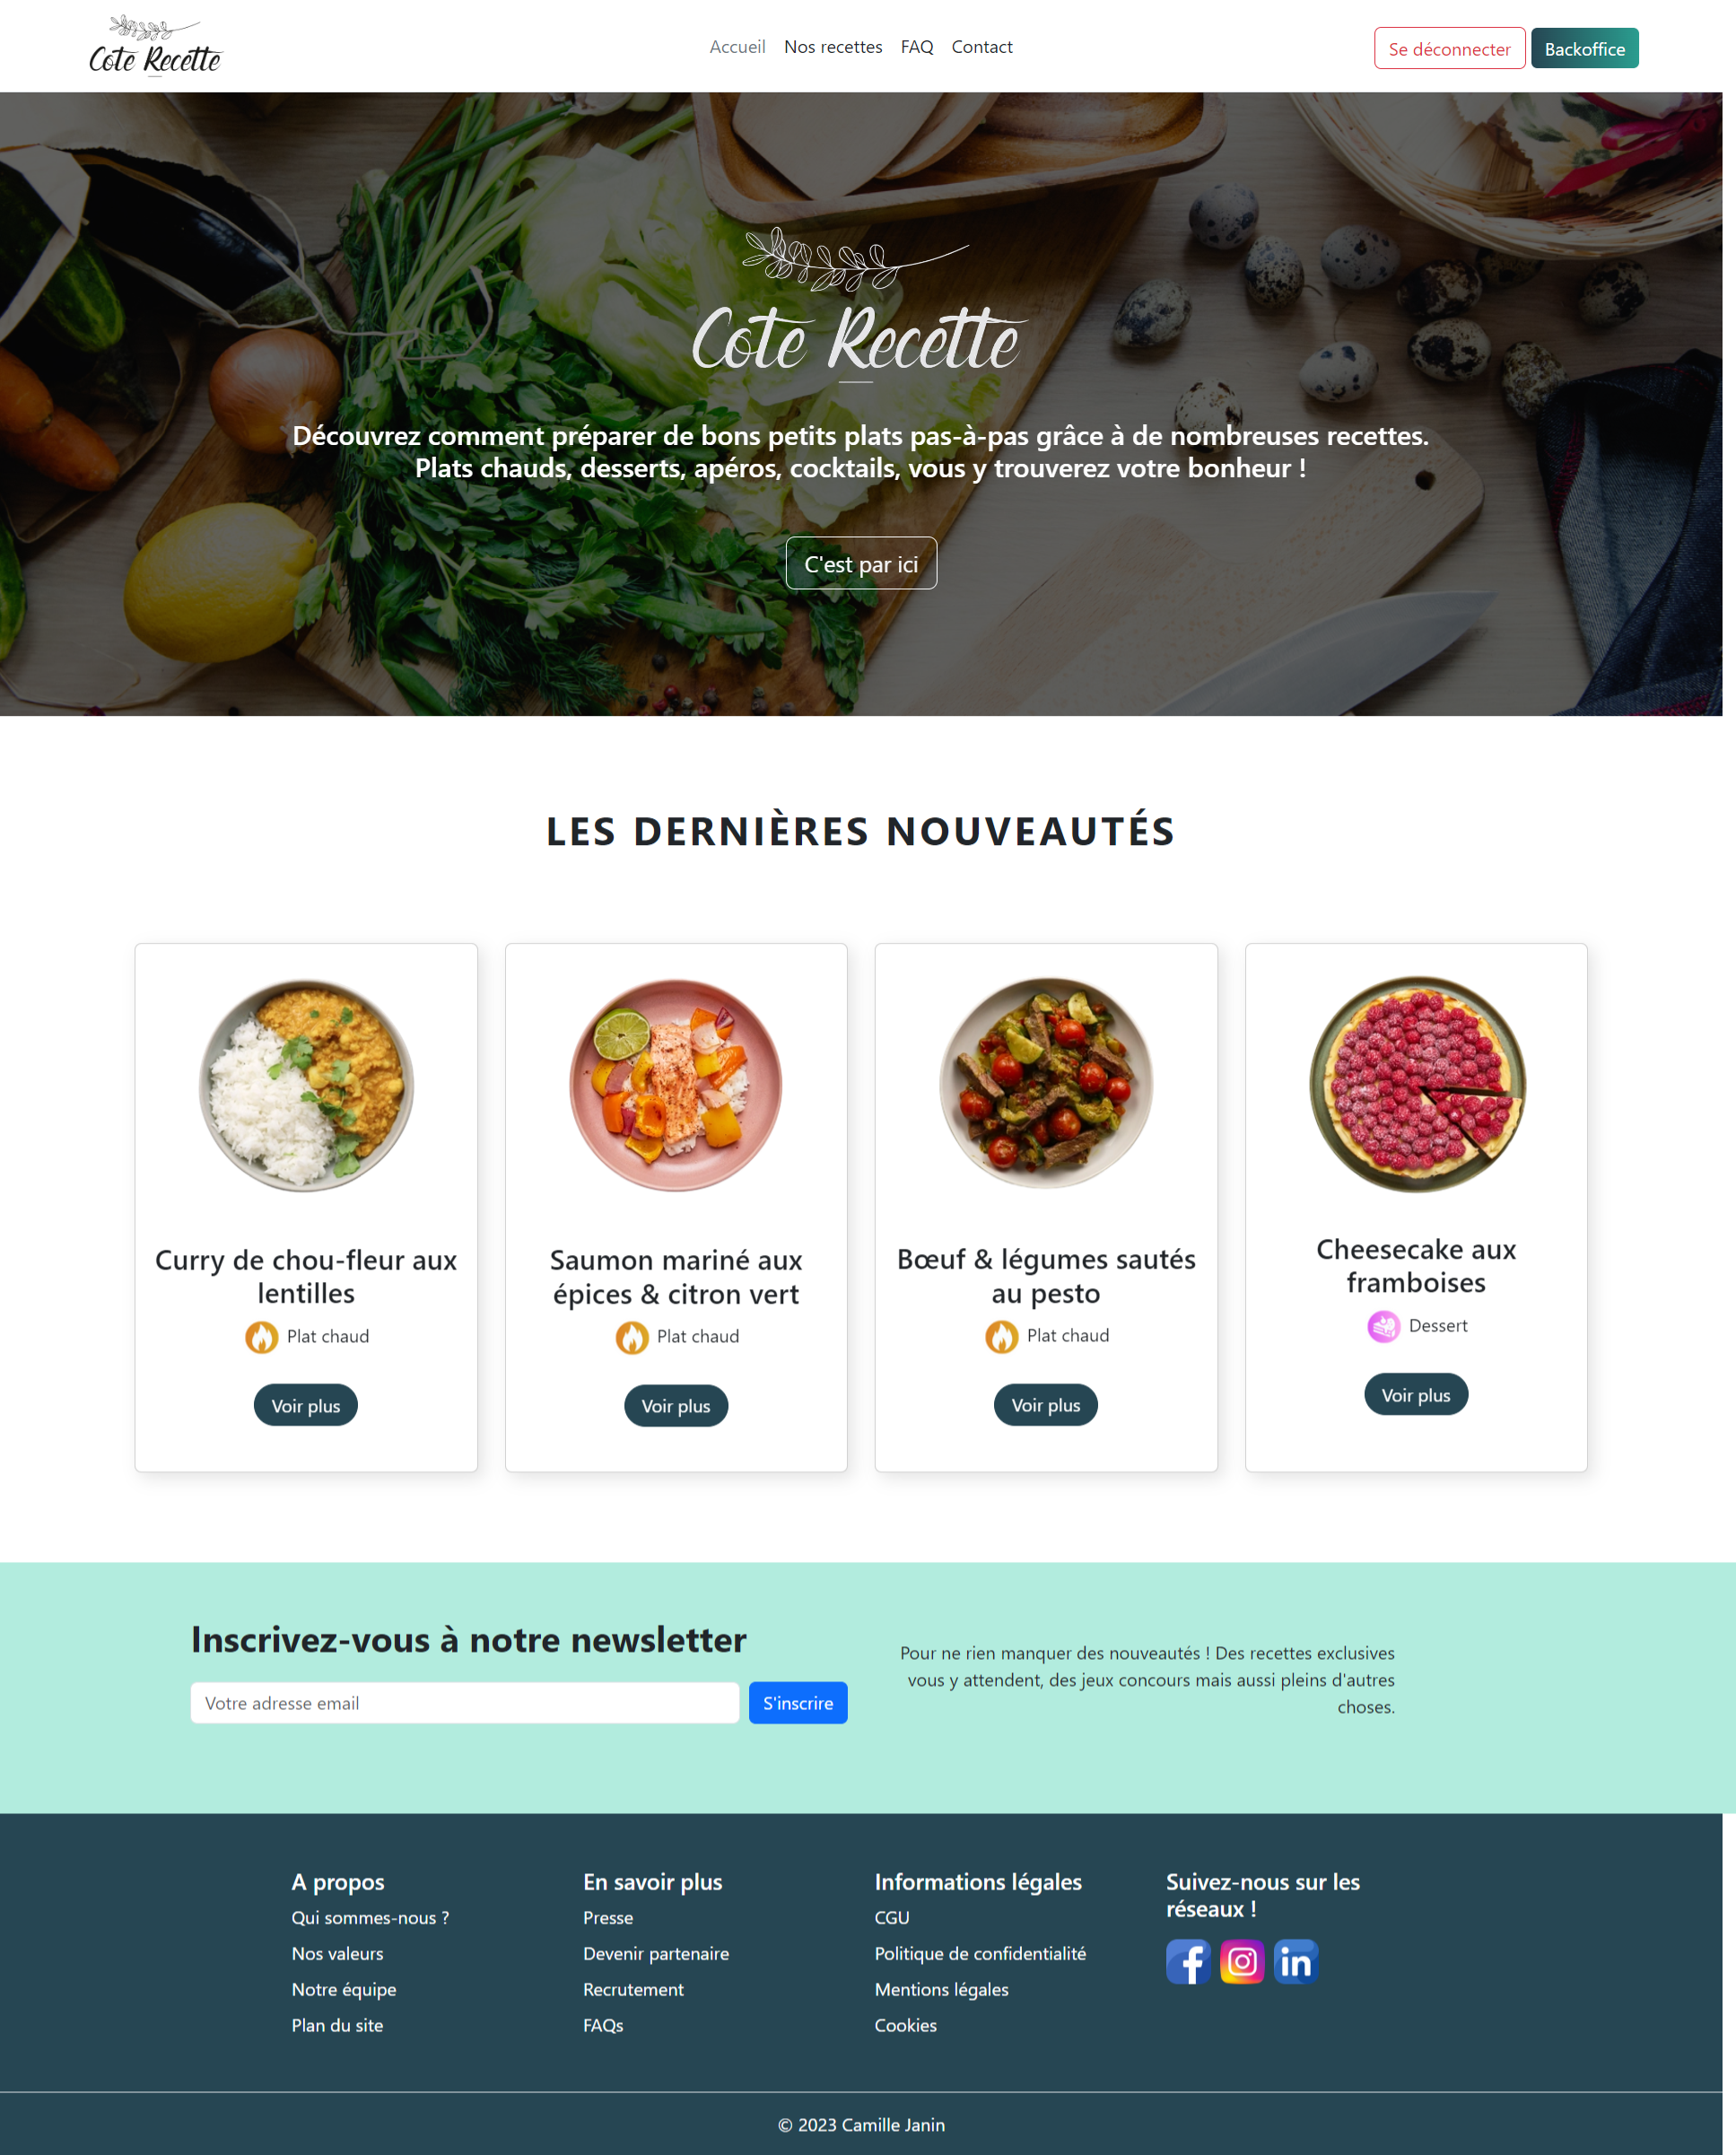 Cote Recette
Accueil Nos recettes FAQ Contact
Se déconnecter Backoffice
Cote Recette
Découvrez comment préparer de bons petits plats pas-à-pas grâce à de nombreuses recettes.
Plats chauds, desserts, apéros, cocktails, vous y trouverez votre bonheur !
C'est par ici
LES DERNIÈRES NOUVEAUTÉS
Curry de chou-fleur aux
lentilles
Plat chaud
Voir plus
Saumon mariné aux
épices & citron vert
Plat chaud
Voir plus
Bœuf & légumes sautés
au pesto
Plat chaud
Voir plus
Cheesecake aux
framboises
Dessert
Voir plus
Inscrivez-vous à notre newsletter
Votre adresse email
S'inscrire
Pour ne rien manquer des nouveautés ! Des recettes exclusives
vous y attendent, des jeux concours mais aussi pleins d'autres
choses.
A propos
Qui sommes-nous ?
Nos valeurs
Notre équipe
Plan du site
En savoir plus
Presse
Devenir partenaire
Recrutement
FAQs
Informations légales
CGU
Politique de confidentialité
Mentions légales
Cookies
Suivez-nous sur les
réseaux !
© 2023 Camille Janin